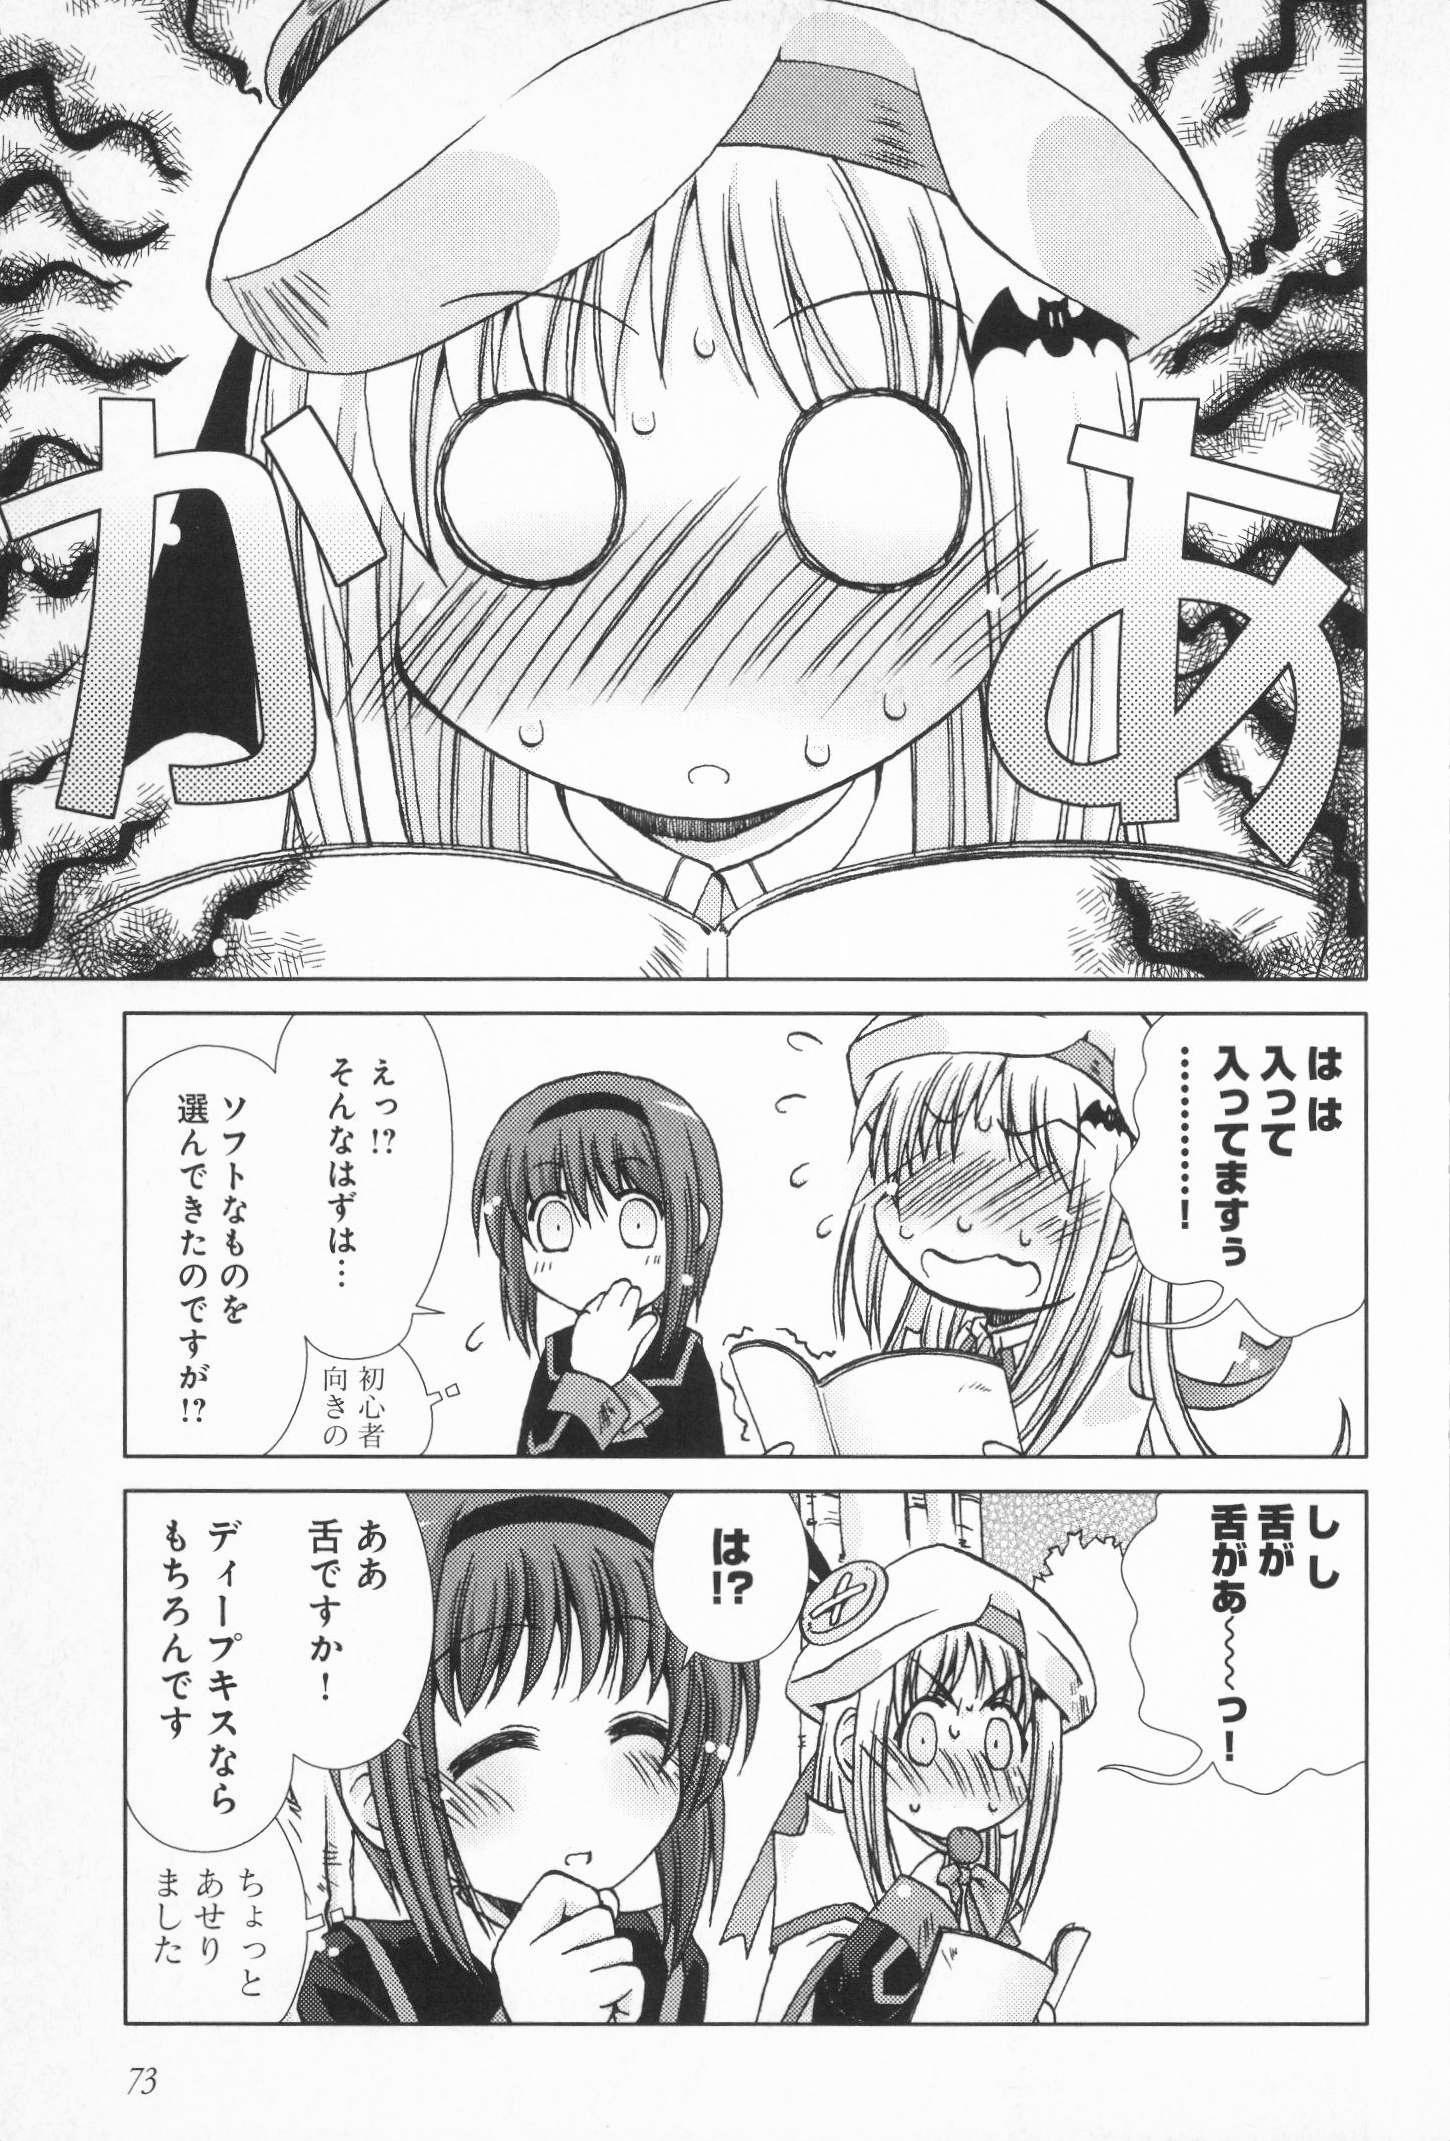 かあ
はは
入って
入ってますぅ
…………！
えっ!?
そんなはずは…
ソフトなものを
選んできたのですが!?
初心者
向きの
しし
舌が
舌があ～～～っ！
は!?
ああ
舌ですか！
ディープキスなら
もちろんです
ちょっと
あせり
ました
73